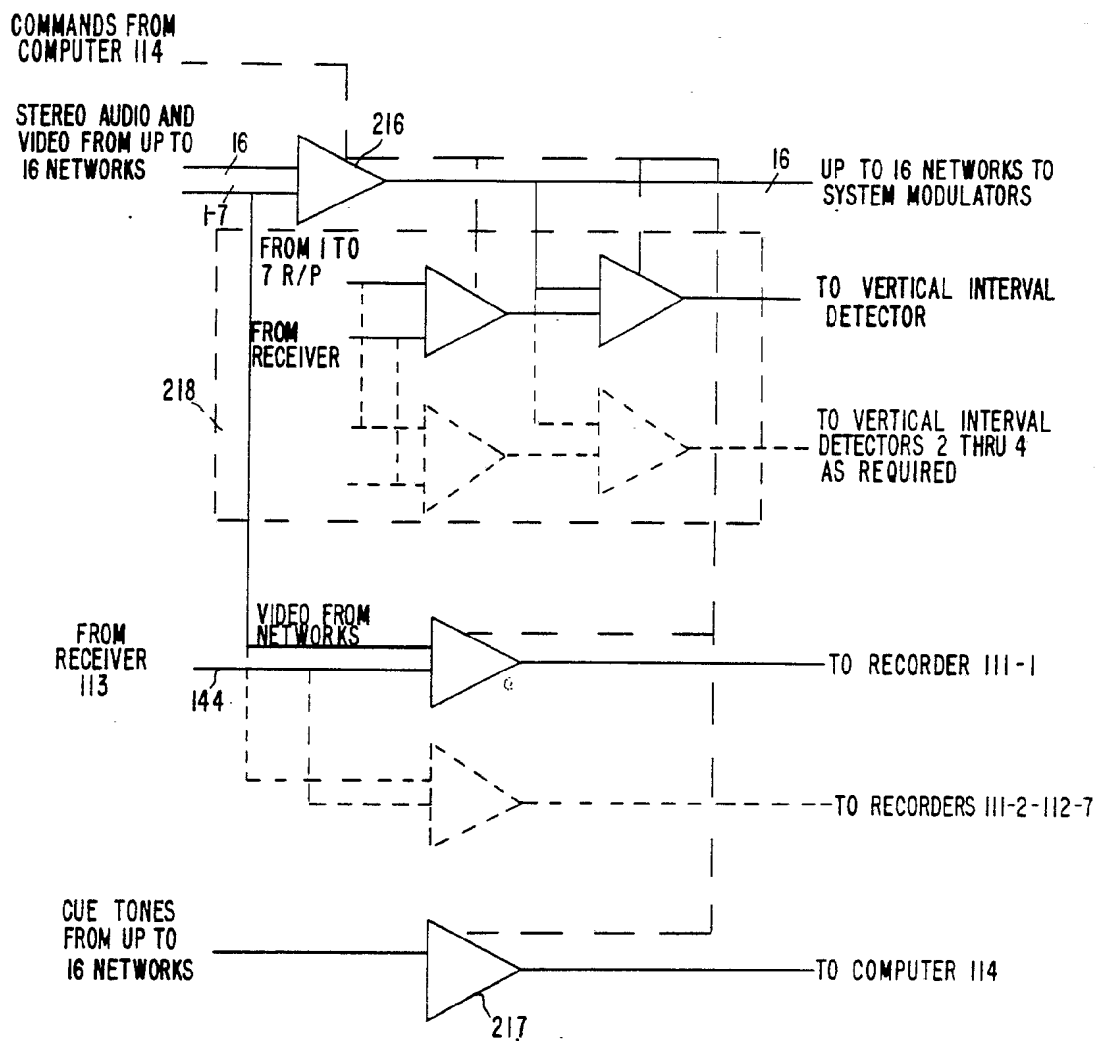 COMMANDS FROM
COMPUTER 114
STEREO AUDIO AND
VIDEO FROM UP TO
16 NETWORKS
16
1-7
216
16
UP TO 16 NETWORKS TO
SYSTEM MODULATORS
FROM 1 TO
7 R/P
FROM
RECEIVER
TO VERTICAL INTERVAL
DETECTOR
218
TO VERTICAL INTERVAL
DETECTORS 2 THRU 4
AS REQUIRED
VIDEO FROM
NETWORKS
FROM
RECEIVER
113
144
TO RECORDER 111-1
TO RECORDERS 111-2-112-7
CUE TONES
FROM UP TO
16 NETWORKS
TO COMPUTER 114
217